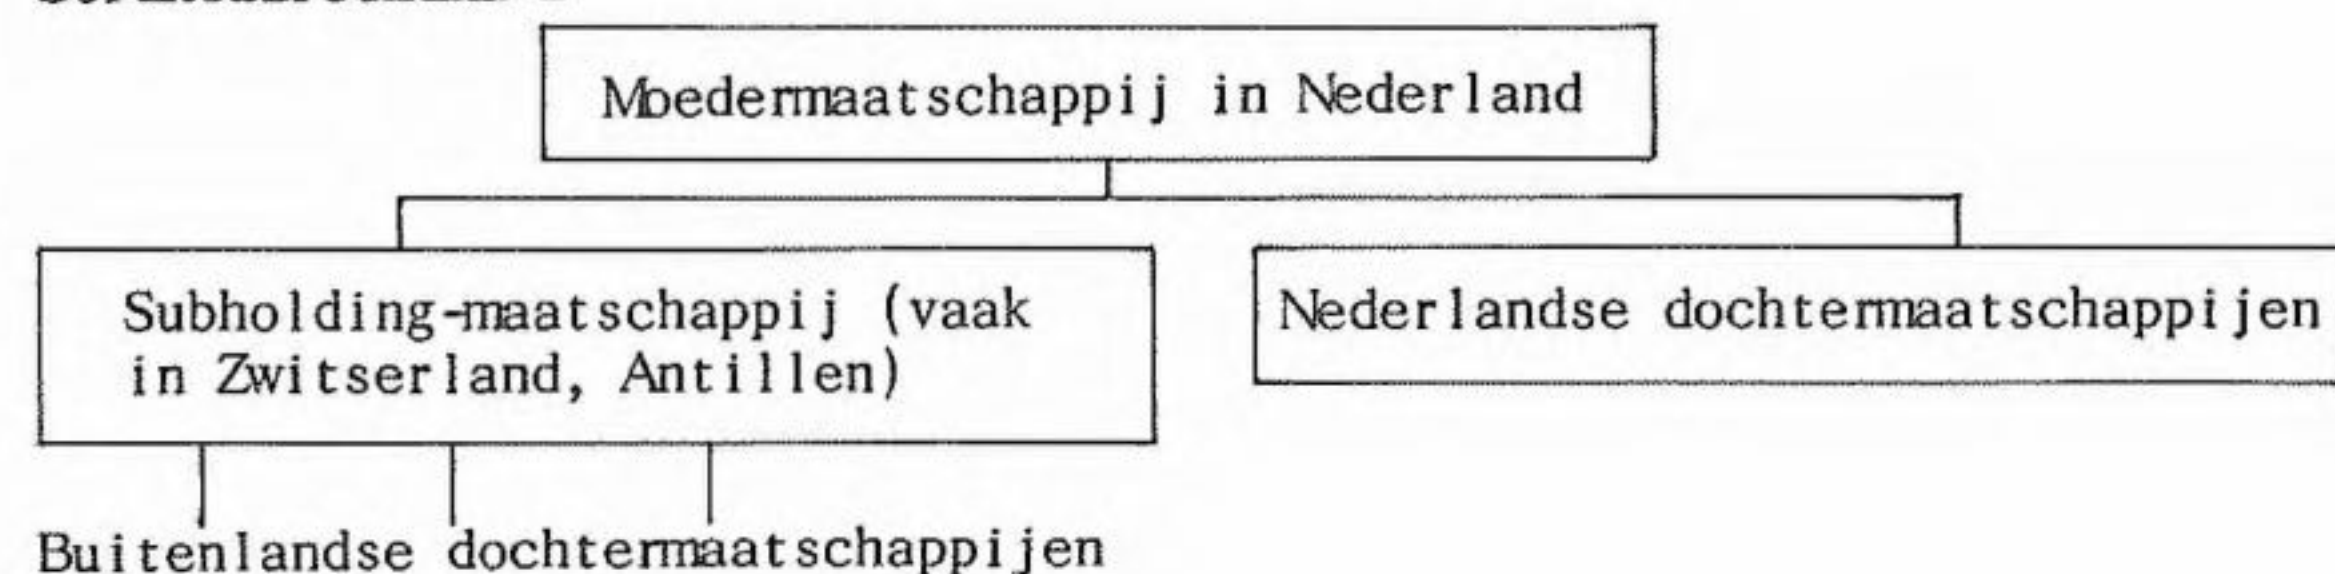 Moedermaatschappij in Nederland
Subholding-maatschappij (vaak
in Zwitserland, Antillen)
Nederlandse dochtermaatschappijen
Buitenlandse dochtermaatschappijen